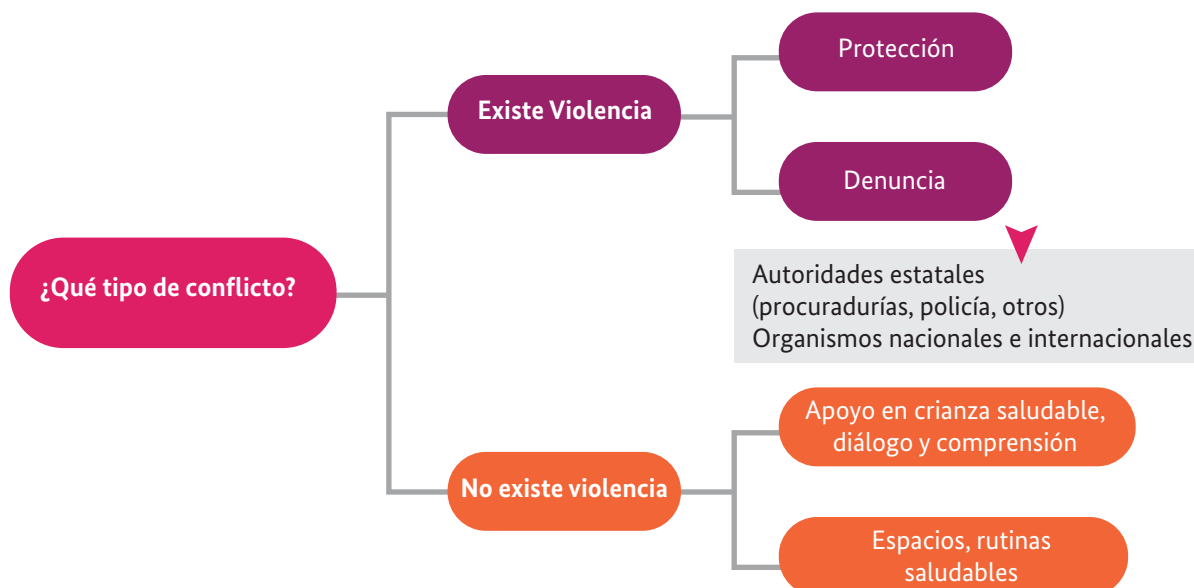 Protección
Existe Violencia
Denuncia
¿Qué tipo de conflicto?
Autoridades estatales
(procuradurías, policía, otros)
Organismos nacionales e internacionales
Apoyo en crianza saludable,
diálogo y comprensión
No existe violencia
Espacios, rutinas
saludables